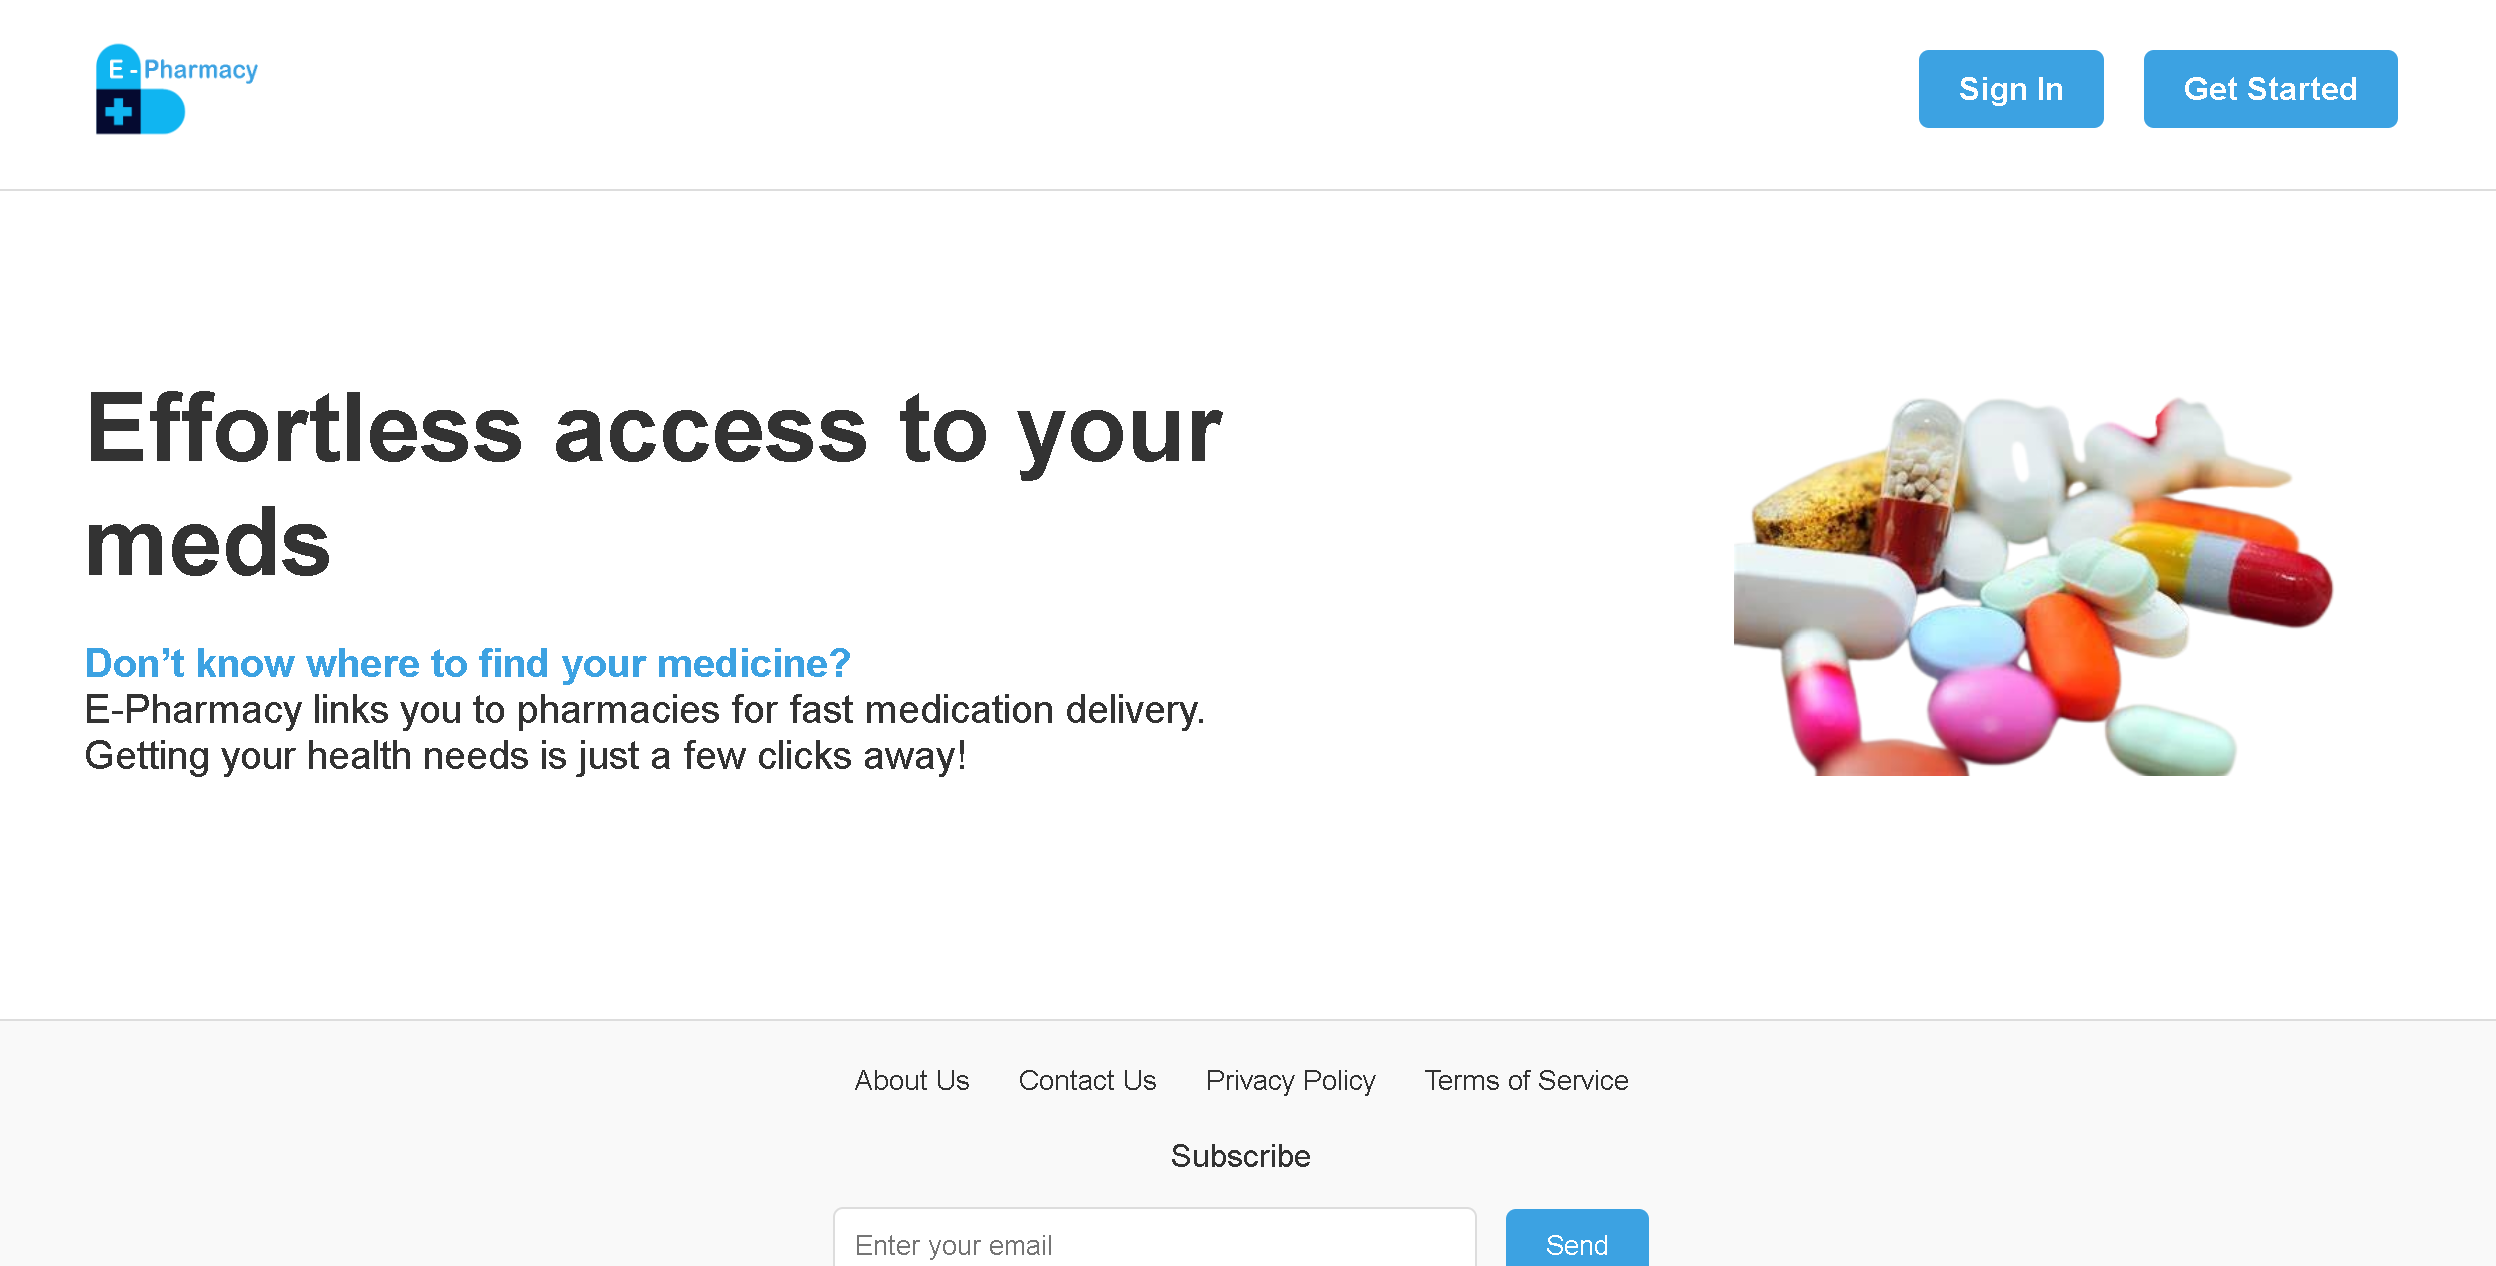 E - Pharmacy
Sign In
Get Started
Effortless access to your
meds
Don’t know where to find your medicine?
E-Pharmacy links you to pharmacies for fast medication delivery.
Getting your health needs is just a few clicks away!
About Us
Contact Us
Privacy Policy
Terms of Service
Subscribe
Enter your email
Send